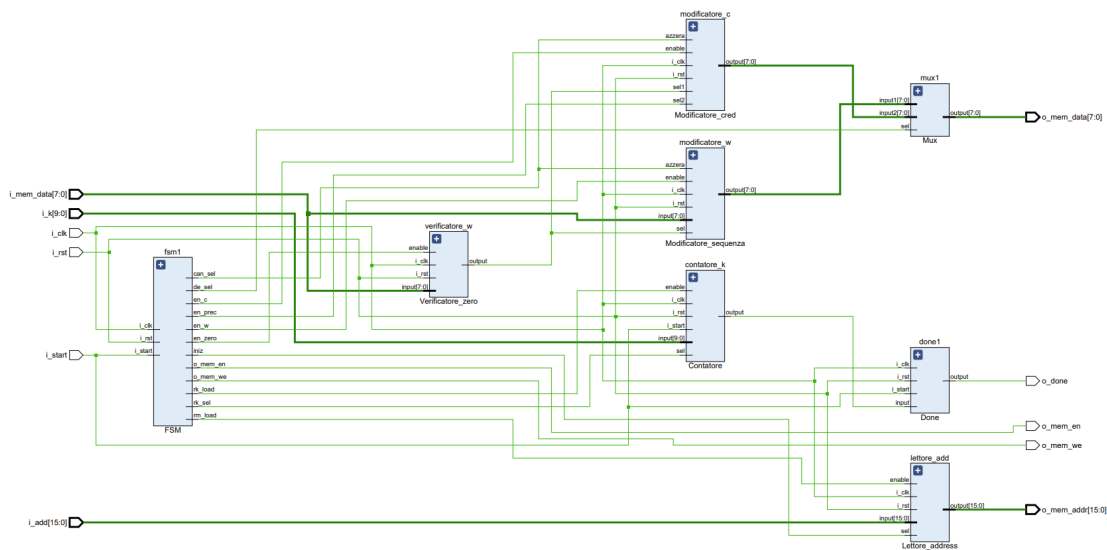 modificatore_c
azzera
enable
i_clk
i_rst
sel1
sel2
output[7:0]
Modificatore_cred
mux1
input1[7:0]
input2[7:0]
sel
output[7:0]
Mux
o_mem_data[7:0]
modificatore_w
azzera
enable
i_clk
i_rst
input[7:0]
sel
output[7:0]
Modificatore_sequenza
i_mem_data[7:0]
i_k[9:0]
i_clk
i_rst
i_start
i_add[15:0]
verificatore_w
enable
i_clk
i_rst
input[7:0]
output
Verificatore_zero
fsm1
i_clk
i_rst
i_start
can_sel
de_sel
en_c
en_prec
en_w
en_zero
iniz
o_mem_en
o_mem_we
rk_load
rk_sel
rm_load
FSM
contatore_k
enable
i_clk
i_rst
i_start
input[9:0]
sel
output
Contatore
done1
i_clk
i_rst
i_start
input
output
Done
o_done
o_mem_en
o_mem_we
lettore_add
enable
i_clk
i_rst
input[15:0]
sel
output[15:0]
Lettore_address
o_mem_addr[15:0]